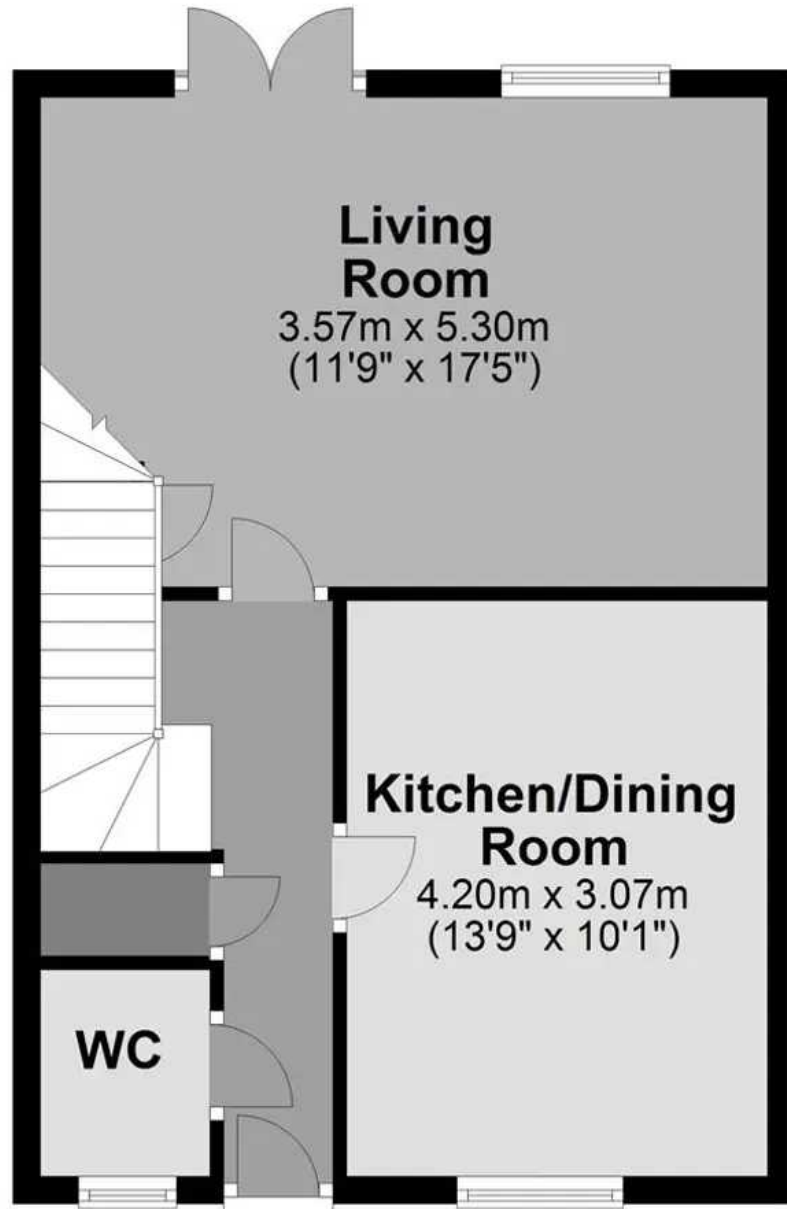 Living
Room
3.57m x 5.30m
(11'9" x 17'5")
Kitchen/Dining
Room
4.20m x 3.07m
(13'9" x 10'1")
WC